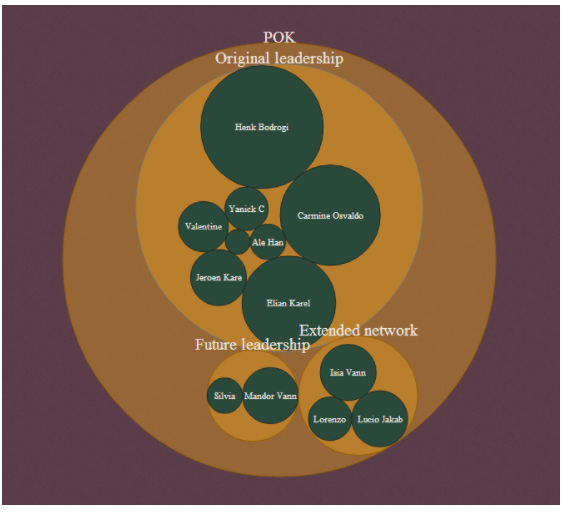 POK
Original leadership
Henk Bodrogi
Yanick C
Carmine Osvaldo
Valentine
Ale Han
Jeroen Kare
Elian Karel
Extended network
Future leadership
Isia Vann
Silvia
Mandor Vann
Lorenzo
Lucio Jakab